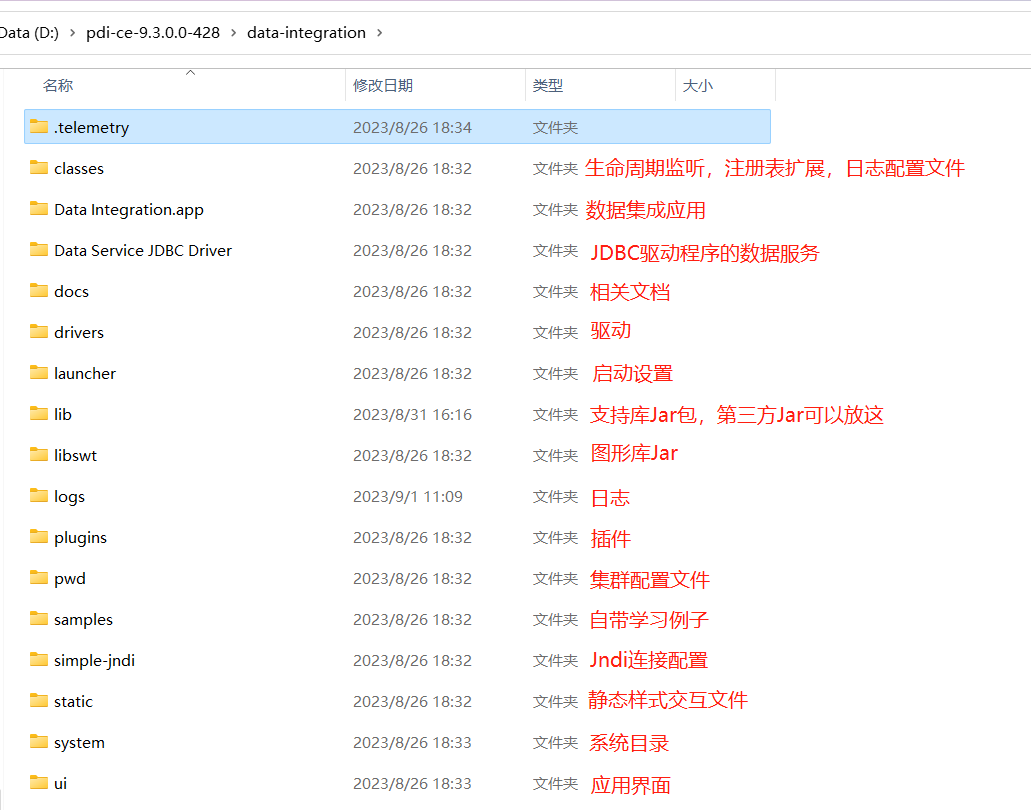 Data (D:) > pdi-ce-9.3.0.0-428 > data-integration >
名称 修改日期 类型 大小
.telemetry 2023/8/26 18:34 文件夹
classes 2023/8/26 18:32 文件夹 生命周期监听，注册表扩展，日志配置文件
Data Integration.app 2023/8/26 18:32 文件夹 数据集成应用
Data Service JDBC Driver 2023/8/26 18:32 文件夹 JDBC驱动程序的数据服务
docs 2023/8/26 18:32 文件夹 相关文档
drivers 2023/8/26 18:32 文件夹 驱动
launcher 2023/8/26 18:32 文件夹 启动设置
lib 2023/8/31 16:16 文件夹 支持库Jar包，第三方Jar可以放这
libswt 2023/8/26 18:32 文件夹 图形库Jar
logs 2023/9/1 11:09 文件夹 日志
plugins 2023/8/26 18:32 文件夹 插件
pwd 2023/8/26 18:32 文件夹 集群配置文件
samples 2023/8/26 18:32 文件夹 自带学习例子
simple-jndi 2023/8/26 18:32 文件夹 Jndi连接配置
static 2023/8/26 18:32 文件夹 静态样式交互文件
system 2023/8/26 18:33 文件夹 系统目录
ui 2023/8/26 18:33 文件夹 应用界面